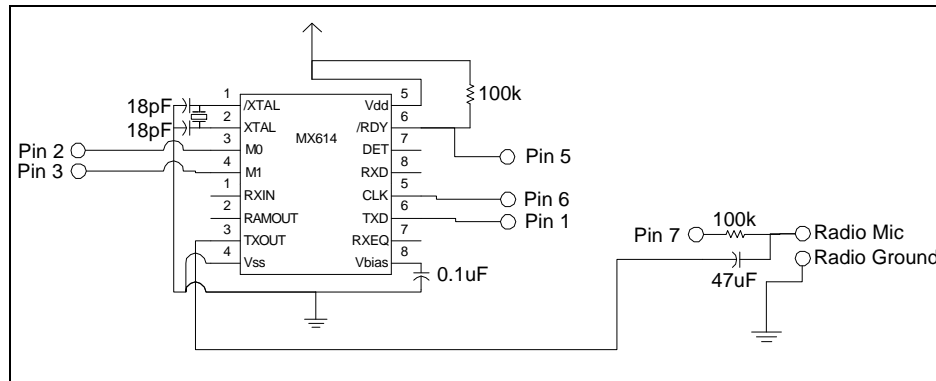 18pF
18pF
Pin 2
Pin 3
1 /XTAL
2 XTAL
3 M0
4 M1
1 RXIN
2 RAMOUT
3 TXOUT
4 Vss
MX614
Vdd 5
/RDY 6
DET 7
RXD 8
CLK 5
TXD 6
RXEQ 7
Vbias 8
100k
Pin 5
Pin 6
Pin 1
0.1uF
Pin 7
100k
47uF
Radio Mic
Radio Ground